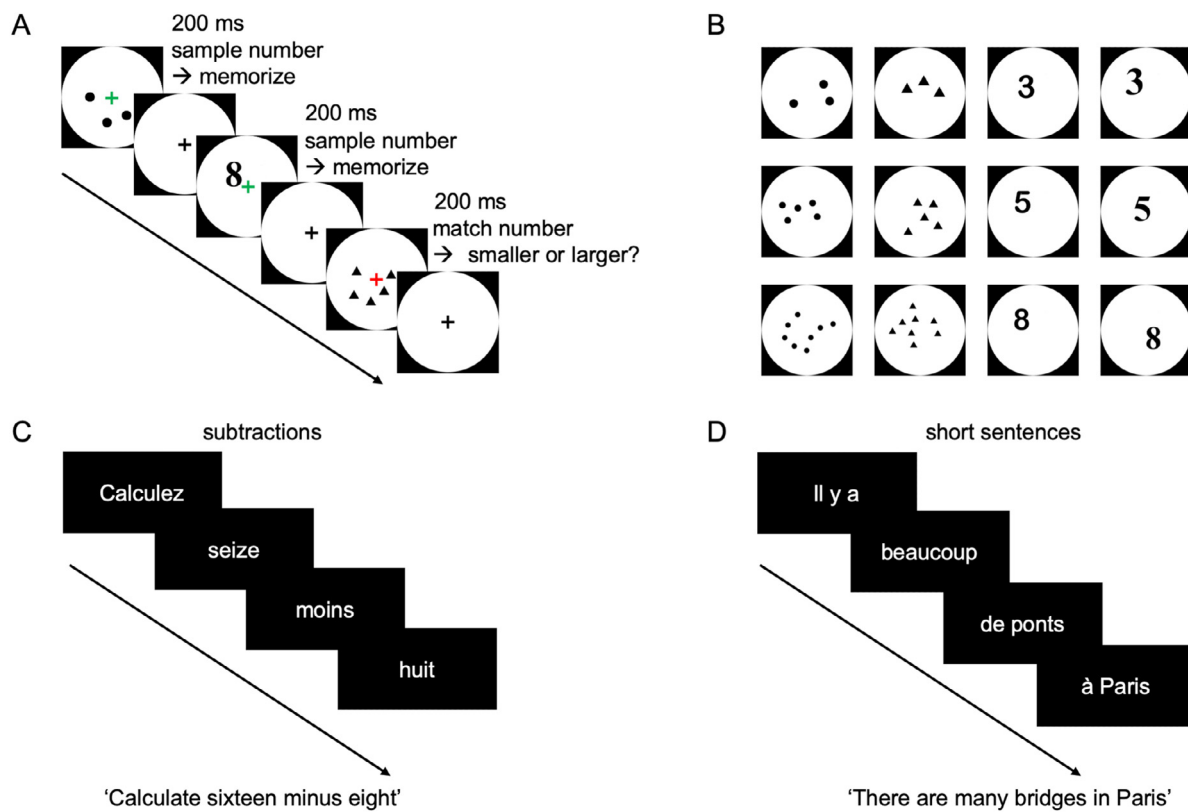 A
200 ms
sample number
→ memorize
8
200 ms
sample number
→ memorize
200 ms
match number
→ smaller or larger?
B
3 3
5 5
8 8
C
subtractions
Calculez
seize
moins
huit
‘Calculate sixteen minus eight’
D
short sentences
Il y a
beaucoup
de ponts
à Paris
‘There are many bridges in Paris’